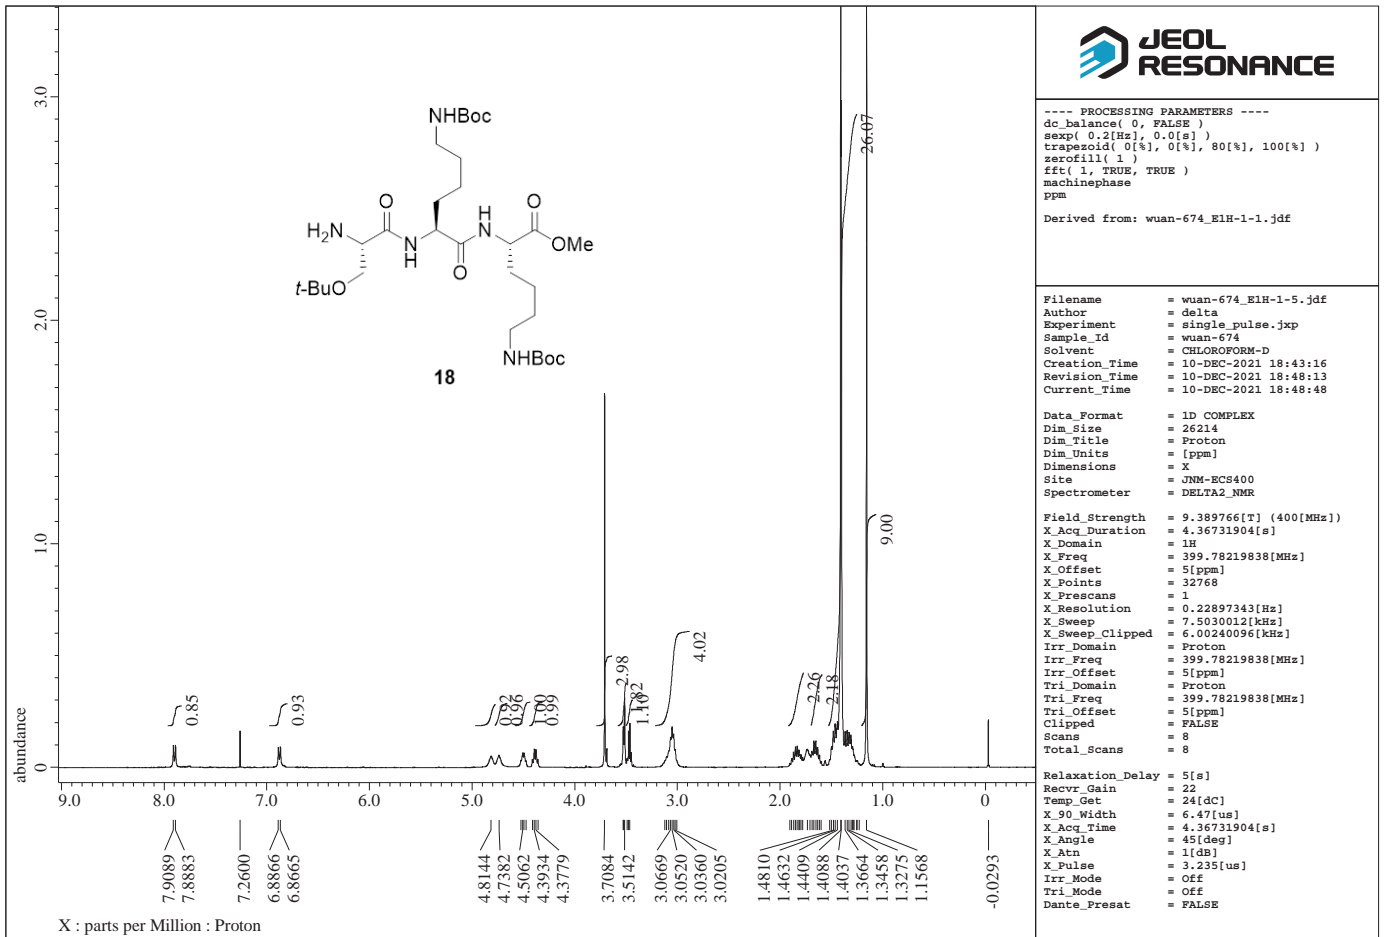 JEOL
RESONANCE
---- PROCESSING PARAMETERS ----
dc_balance( 0, FALSE )
sexp( 0.2[Hz], 0.0[s] )
trapezoid( 0[%], 0[%], 80[%], 100[%] )
zerofill( 1 )
fft( 1, TRUE, TRUE )
machinephase
ppm
Derived from: wuan-674_E1H-1-1.jdf
Filename = wuan-674_E1H-1-5.jdf
Author = delta
Experiment = single_pulse.jxp
Sample_Id = wuan-674
Solvent = CHLOROFORM-D
Creation_Time = 10-DEC-2021 18:43:16
Revision_Time = 10-DEC-2021 18:48:13
Current_Time = 10-DEC-2021 18:48:48
Data_Format = 1D COMPLEX
Dim_Size = 26214
Dim_Title = Proton
Dim_Units = [ppm]
Dimensions = X
Site = JNM-ECS400
Spectrometer = DELTA2_NMR
Field_Strength = 9.389766[T] (400[MHz])
X_Acq_Duration = 4.36731904[s]
X_Domain = 1H
X_Freq = 399.78219838[MHz]
X_Offset = 5[ppm]
X_Points = 32768
X_Prescans = 1
X_Resolution = 0.22897343[Hz]
X_Sweep = 7.5030012[kHz]
X_Sweep_Clipped = 6.00240096[kHz]
Irr_Domain = Proton
Irr_Freq = 399.78219838[MHz]
Irr_Offset = 5[ppm]
Tri_Domain = Proton
Tri_Freq = 399.78219838[MHz]
Tri_Offset = 5[ppm]
Clipped = FALSE
Scans = 8
Total_Scans = 8
Relaxation_Delay = 5[s]
Recvr_Gain = 22
Temp_Get = 24[dC]
X_90_Width = 6.47[us]
X_Acq_Time = 4.36731904[s]
X_Angle = 45[deg]
X_Atn = 1[dB]
X_Pulse = 3.235[us]
Irr_Mode = Off
Tri_Mode = Off
Dante_Presat = FALSE
abundance
3.0
2.0
1.0
0
NHBoc
O
H
N
O
H2N
N
H
O
OMe
t-BuO
NHBoc
18
0.85
0.93
0.92
0.96
1.00
0.99
2.98
1.10
4.02
2.26
2.18
26.07
9.00
9.0 8.0 7.0 6.0 5.0 4.0 3.0 2.0 1.0 0
7.9089
7.8883
7.2600
6.8866
6.8665
4.8144
4.7382
4.5062
4.3934
4.3779
3.7084
3.5142
3.0669
3.0520
3.0360
3.0205
1.4810
1.4632
1.4409
1.4088
1.4037
1.3664
1.3458
1.3275
1.1568
-0.0293
X : parts per Million : Proton